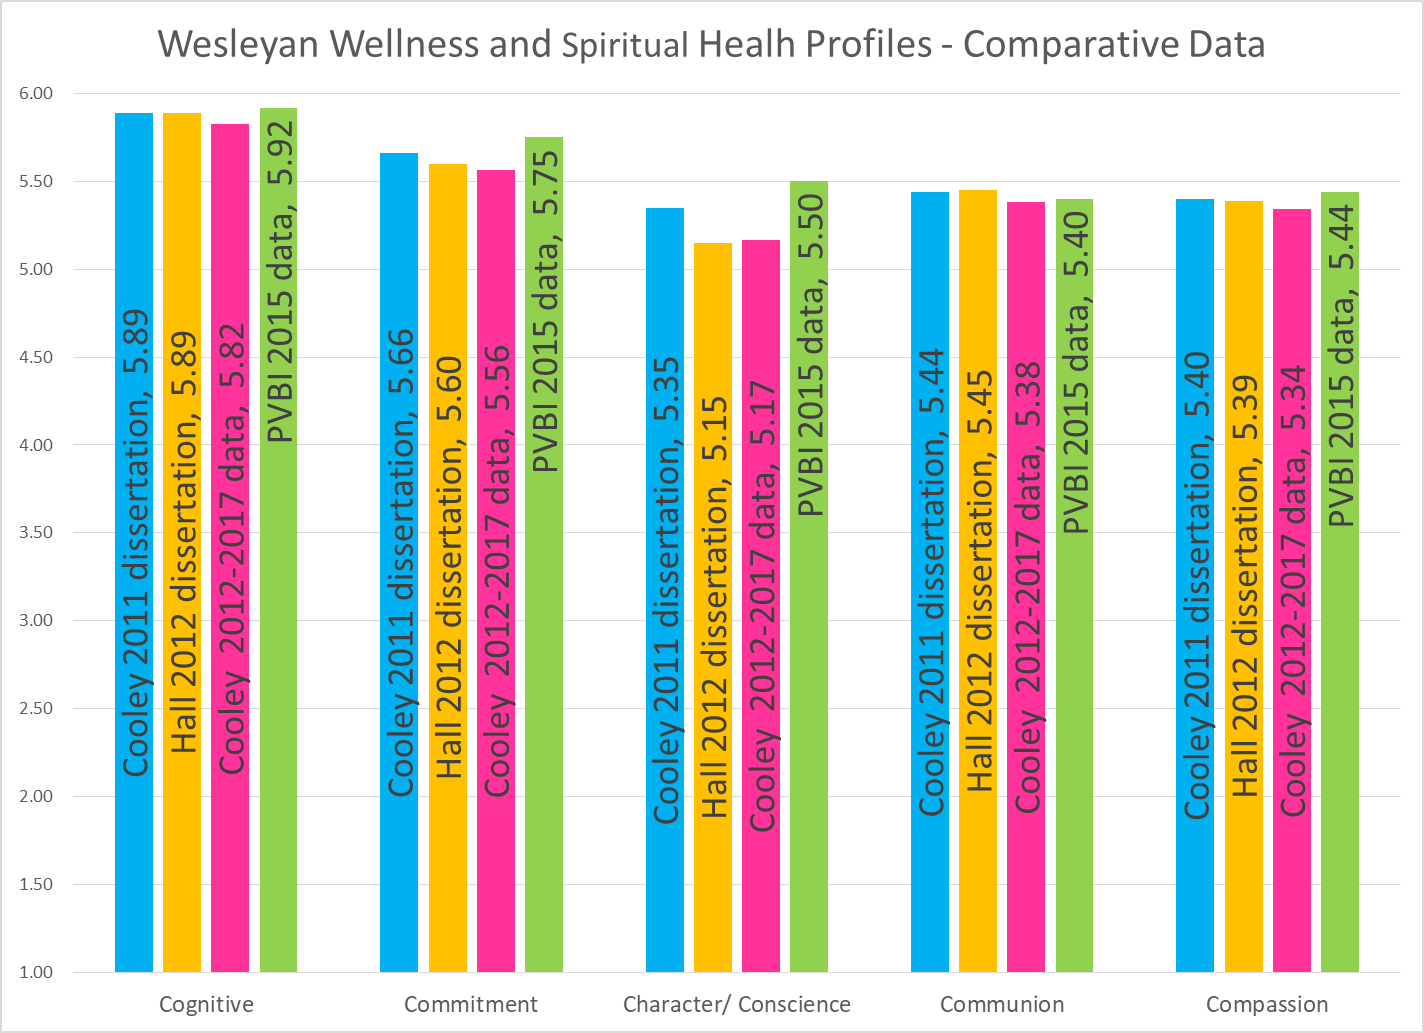 Wesleyan Wellness and Spiritual Healh Profiles - Comparative Data
6.00
5.50
5.00
4.50
4.00
3.50
3.00
2.50
2.00
1.50
1.00
Cooley 2011 dissertation, 5.89
Hall 2012 dissertation, 5.89
Cooley 2012-2017 data, 5.82
PVBI 2015 data, 5.92
Cooley 2011 dissertation, 5.66
Hall 2012 dissertation, 5.60
Cooley 2012-2017 data, 5.56
PVBI 2015 data, 5.75
Cooley 2011 dissertation, 5.35
Hall 2012 dissertation, 5.15
Cooley 2012-2017 data, 5.17
PVBI 2015 data, 5.50
Cooley 2011 dissertation, 5.44
Hall 2012 dissertation, 5.45
Cooley 2012-2017 data, 5.38
PVBI 2015 data, 5.40
Cooley 2011 dissertation, 5.40
Hall 2012 dissertation, 5.39
Cooley 2012-2017 data, 5.34
PVBI 2015 data, 5.44
Cognitive
Commitment
Character/ Conscience
Communion
Compassion